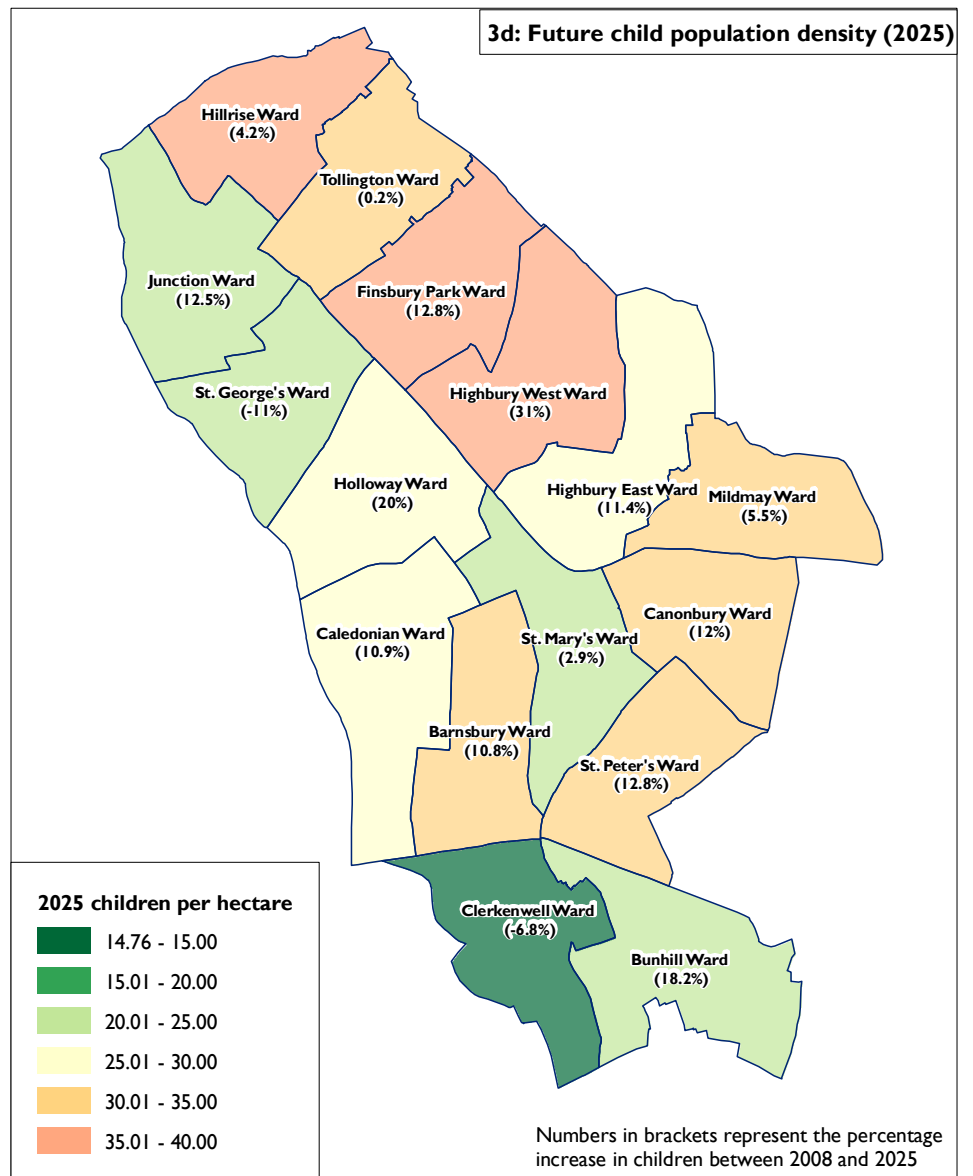 3d: Future child population density (2025)
Hillrise Ward
(4.2%)
Tollington Ward
(0.2%)
Junction Ward
(12.5%)
Finsbury Park Ward
(12.8%)
St. George's Ward
(-11%)
Highbury West Ward
(31%)
Holloway Ward
(20%)
Highbury East Ward
(11.4%)
Mildmay Ward
(5.5%)
Canonbury Ward
(12%)
Caledonian Ward
(10.9%)
St. Mary's Ward
(2.9%)
Barnsbury Ward
(10.8%)
St. Peter's Ward
(12.8%)
Clerkenwell Ward
(-6.8%)
Bunhill Ward
(18.2%)
2025 children per hectare
14.76 - 15.00
15.01 - 20.00
20.01 - 25.00
25.01 - 30.00
30.01 - 35.00
35.01 - 40.00
Numbers in brackets represent the percentage
increase in children between 2008 and 2025